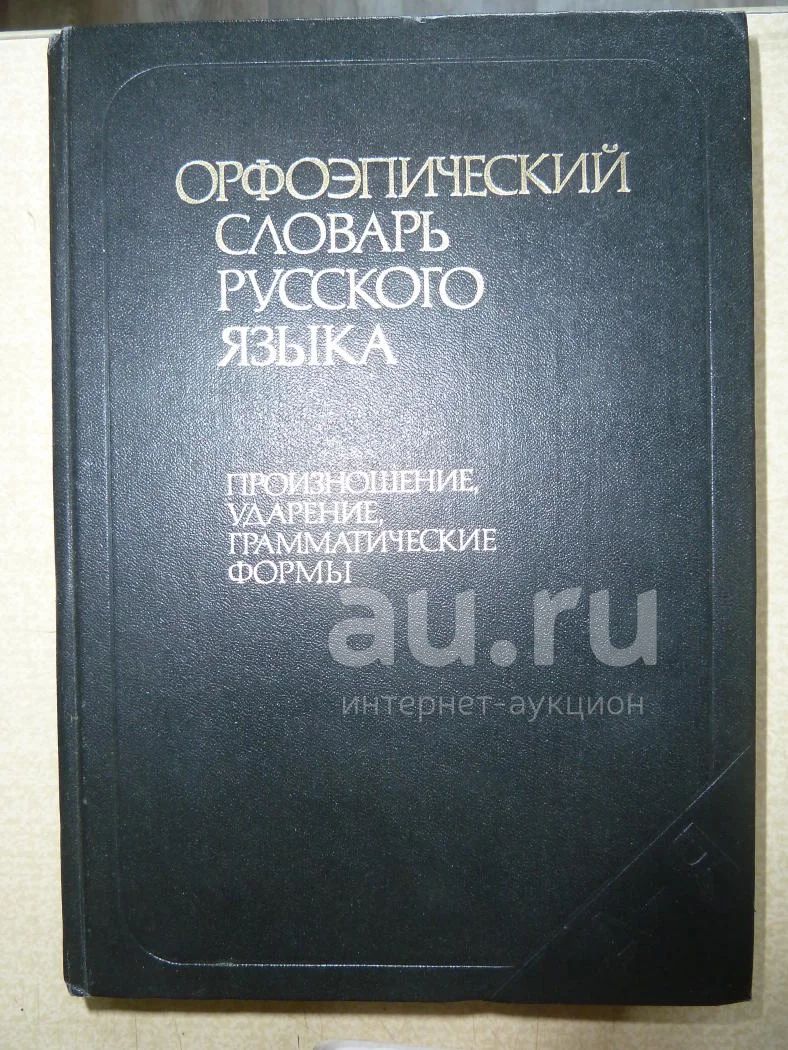 ОРФОЭПИЧЕСКИЙ
СЛОВАРЬ
РУССКОГО
ЯЗЫКА
ПРОИЗНОШЕНИЕ,
УДАРЕНИЕ,
ГРАММАТИЧЕСКИЕ
ФОРМЫ
au.ru
интернет-аукцион